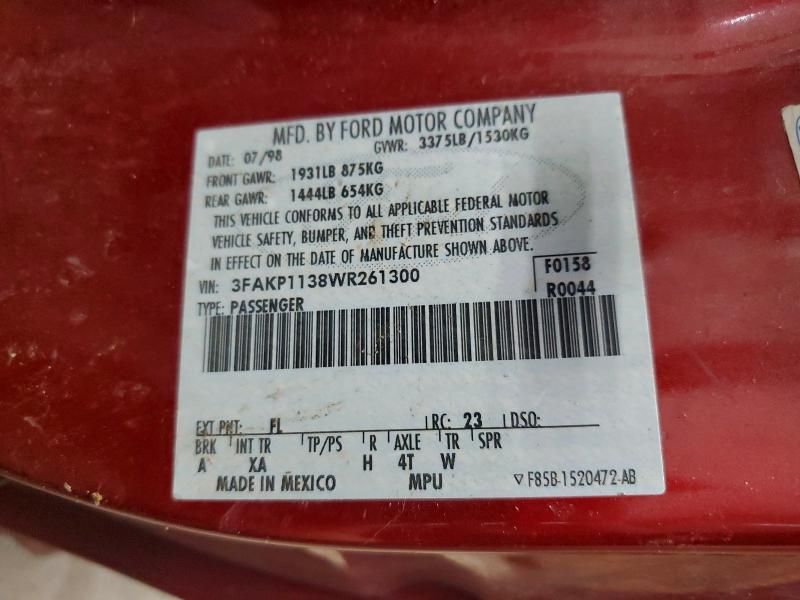 MFD. BY FORD MOTOR COMPANY
DATE: 07/98 GVWR: 3375LB/1530KG
FRONT GAWR: 1931LB 875KG
REAR GAWR: 1444LB 654KG
THIS VEHICLE CONFORMS TO ALL APPLICABLE FEDERAL MOTOR
VEHICLE SAFETY, BUMPER, AND THEFT PREVENTION STANDARDS
IN EFFECT ON THE DATE OF MANUFACTURE SHOWN ABOVE.
VIN: 3FAKP1138WR261300 F0158
TYPE: PASSENGER R0044
EXT PNT: FL RC: 23 DSO:
BRK INT TR TP/PS R AXLE TR SPR
A XA H 4T W
MADE IN MEXICO MPU ▽ F85B-1520472-AB